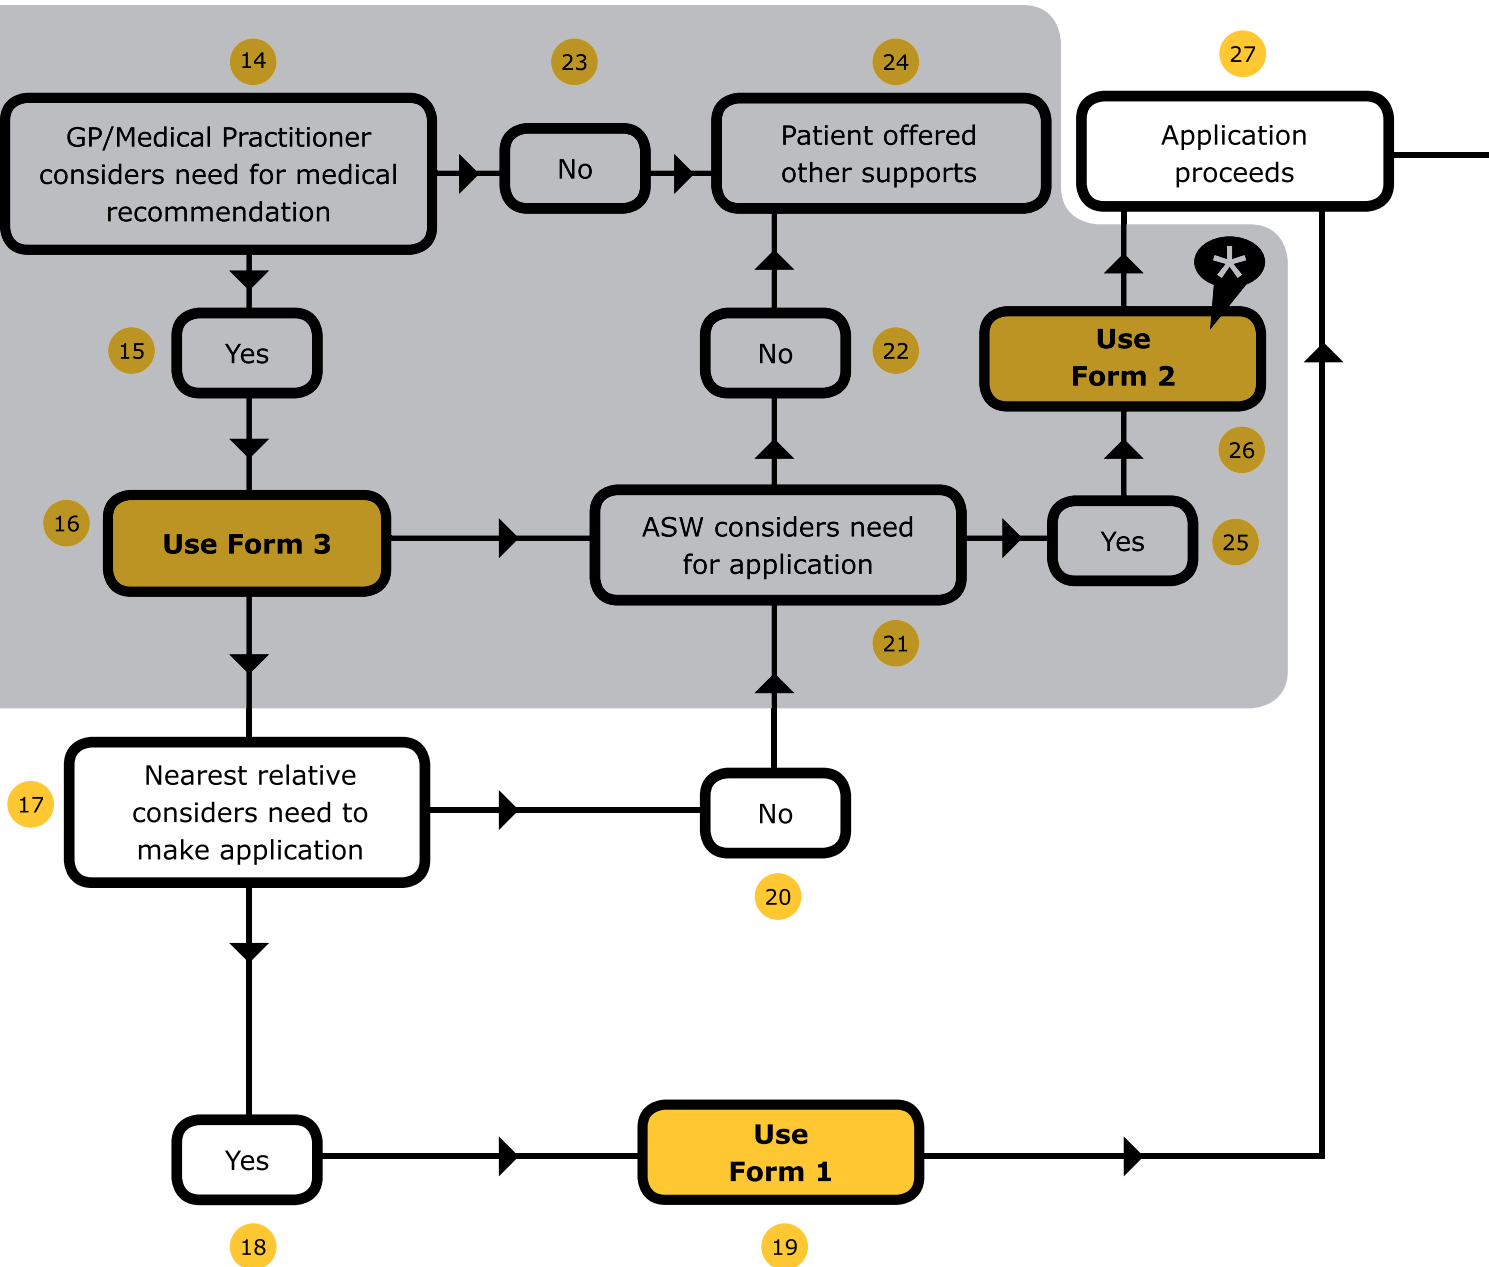 14
23
24
27
GP/Medical Practitioner
considers need for medical
recommendation
No
Patient offered
other supports
Application
proceeds
*
15
Yes
No
22
Use
Form 2
26
16
Use Form 3
ASW considers need
for application
Yes
25
21
17
Nearest relative
considers need to
make application
No
20
Yes
Use
Form 1
18
19